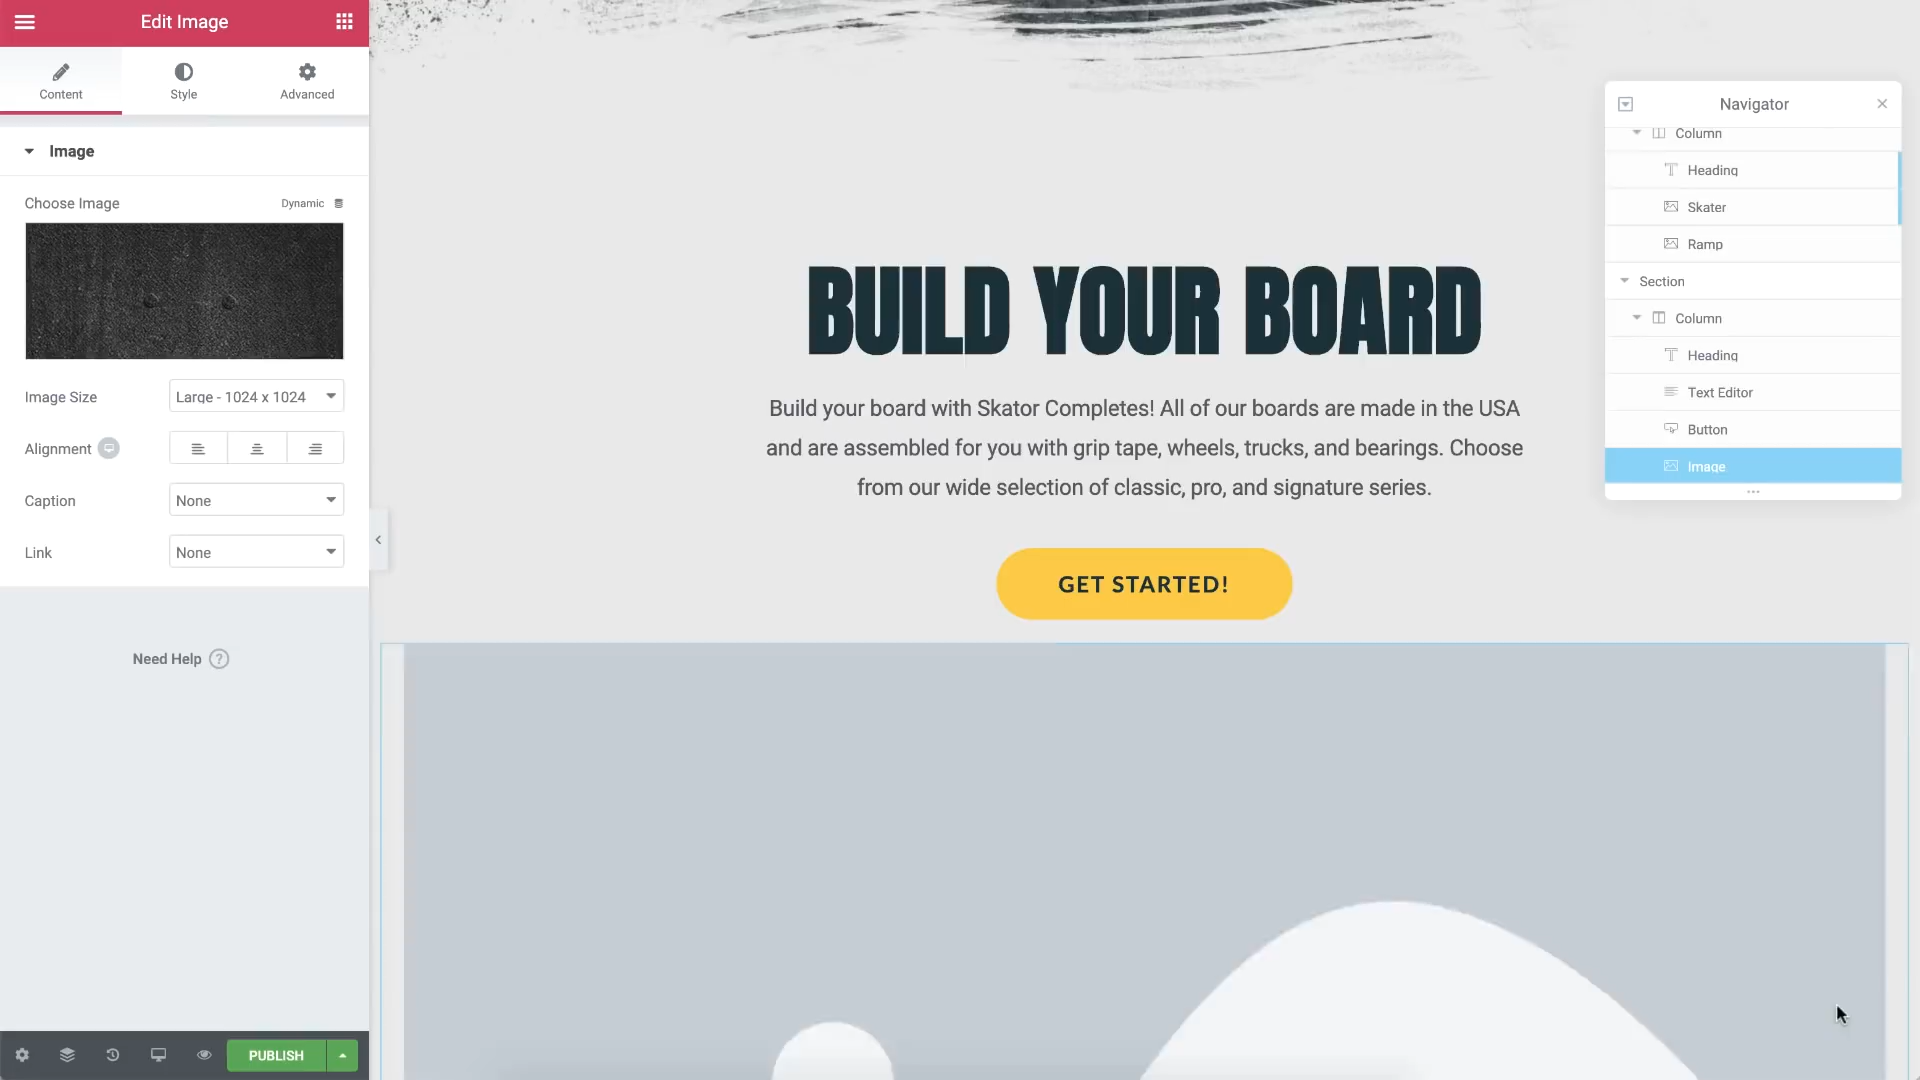 Edit Image
Content
Style
Advanced
Image
Choose Image
Dynamic
Image Size
Large - 1024 x 1024
Alignment
Caption
None
Link
None
Need Help ?
PUBLISH
BUILD YOUR BOARD
Build your board with Skator Completes! All of our boards are made in the USA
and are assembled for you with grip tape, wheels, trucks, and bearings. Choose
from our wide selection of classic, pro, and signature series.
GET STARTED!
Navigator
Column
Heading
Skater
Ramp
Section
Column
Heading
Text Editor
Button
Image